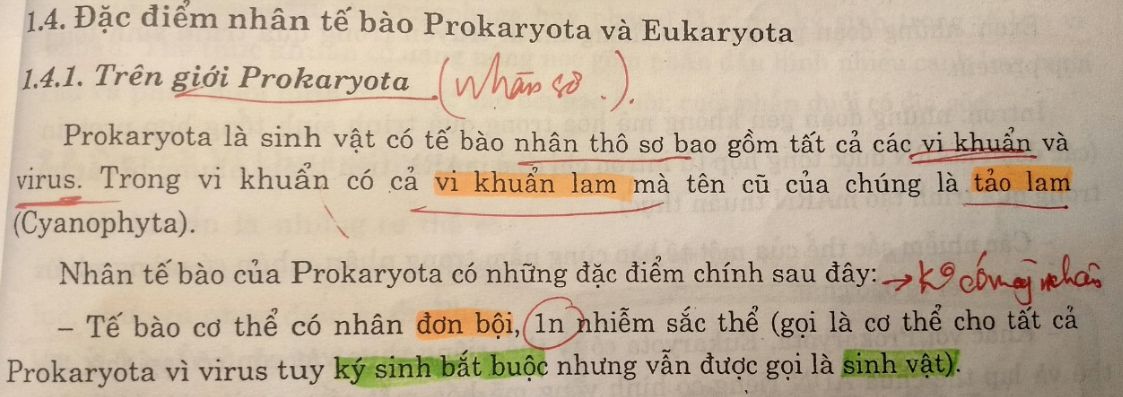 1.4. Đặc điểm nhân tế bào Prokaryota và Eukaryota
1.4.1. Trên giới Prokaryota (Nhân sơ).
Prokaryota là sinh vật có tế bào nhân thô sơ bao gồm tất cả các vi khuẩn và
virus. Trong vi khuẩn có cả vi khuẩn lam mà tên cũ của chúng là tảo lam
(Cyanophyta).
Nhân tế bào của Prokaryota có những đặc điểm chính sau đây: → kº có màng nhân
– Tế bào cơ thể có nhân đơn bội, 1n nhiễm sắc thể (gọi là cơ thể cho tất cả
Prokaryota vì virus tuy ký sinh bắt buộc nhưng vẫn được gọi là sinh vật).